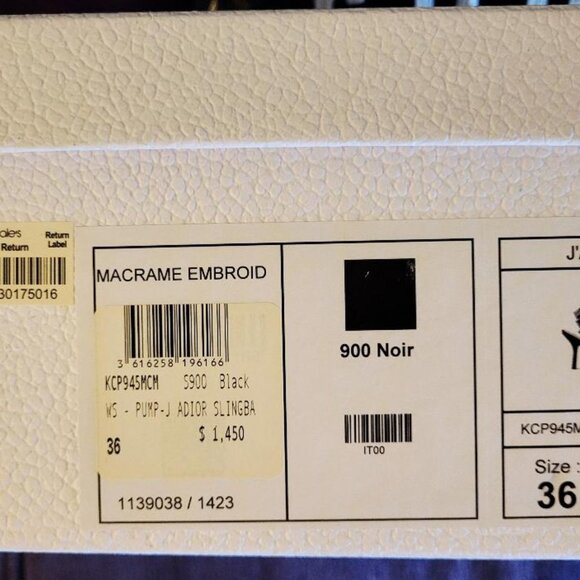 Return
Return Label
30175016
MACRAME EMBROID
3 616258 196166
KCP945MCM S900 Black
WS - PUMP-J ADIOR SLINGBA
36 $ 1,450
1139038 / 1423
900 Noir
IT00
J'A
KCP945M
Size :
36